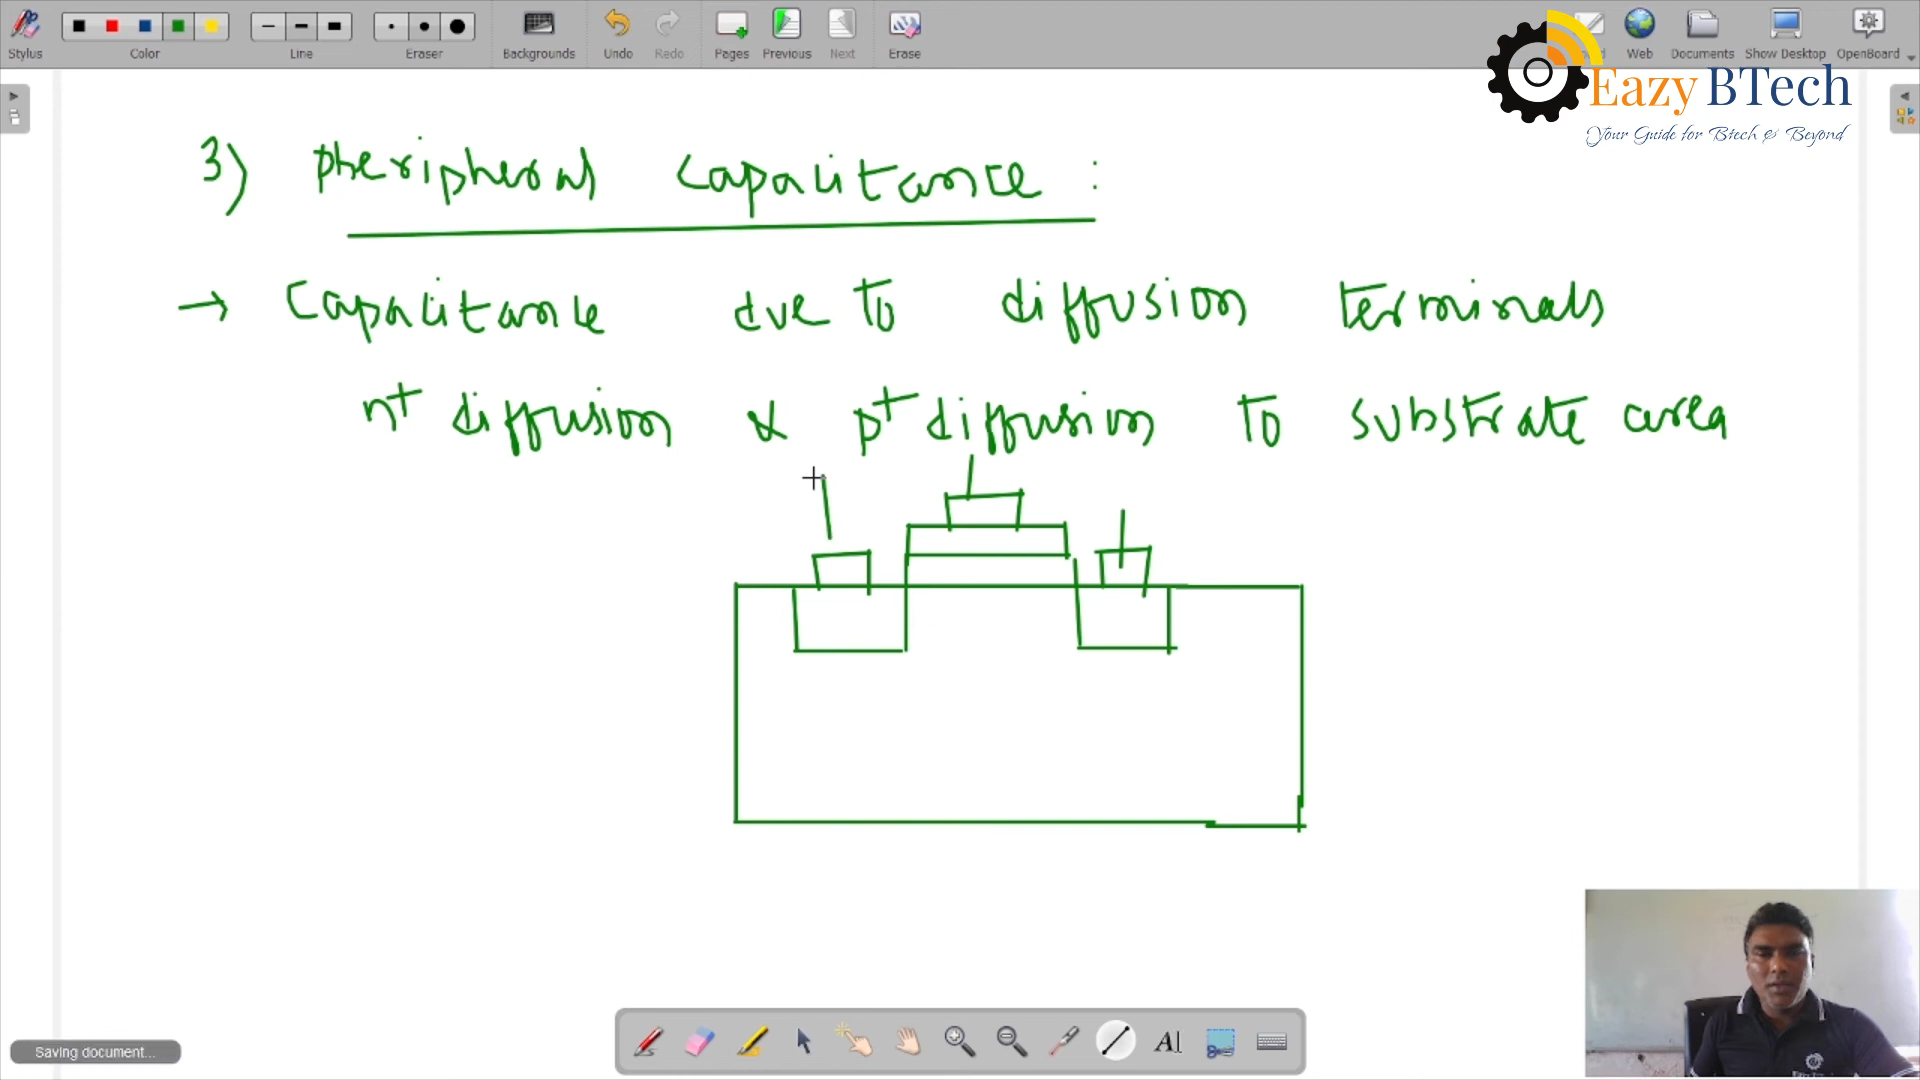 Stylus Color Line Eraser Backgrounds Undo Redo Pages Previous Next Erase Web Documents Show Desktop OpenBoard
Eazy BTech
Your Guide for Btech & Beyond
3) Pheripheral Capacitance :
→ Capacitance due to diffusion terminals
n+ diffusion & p+ diffusion to substrate area
Saving document...
AI